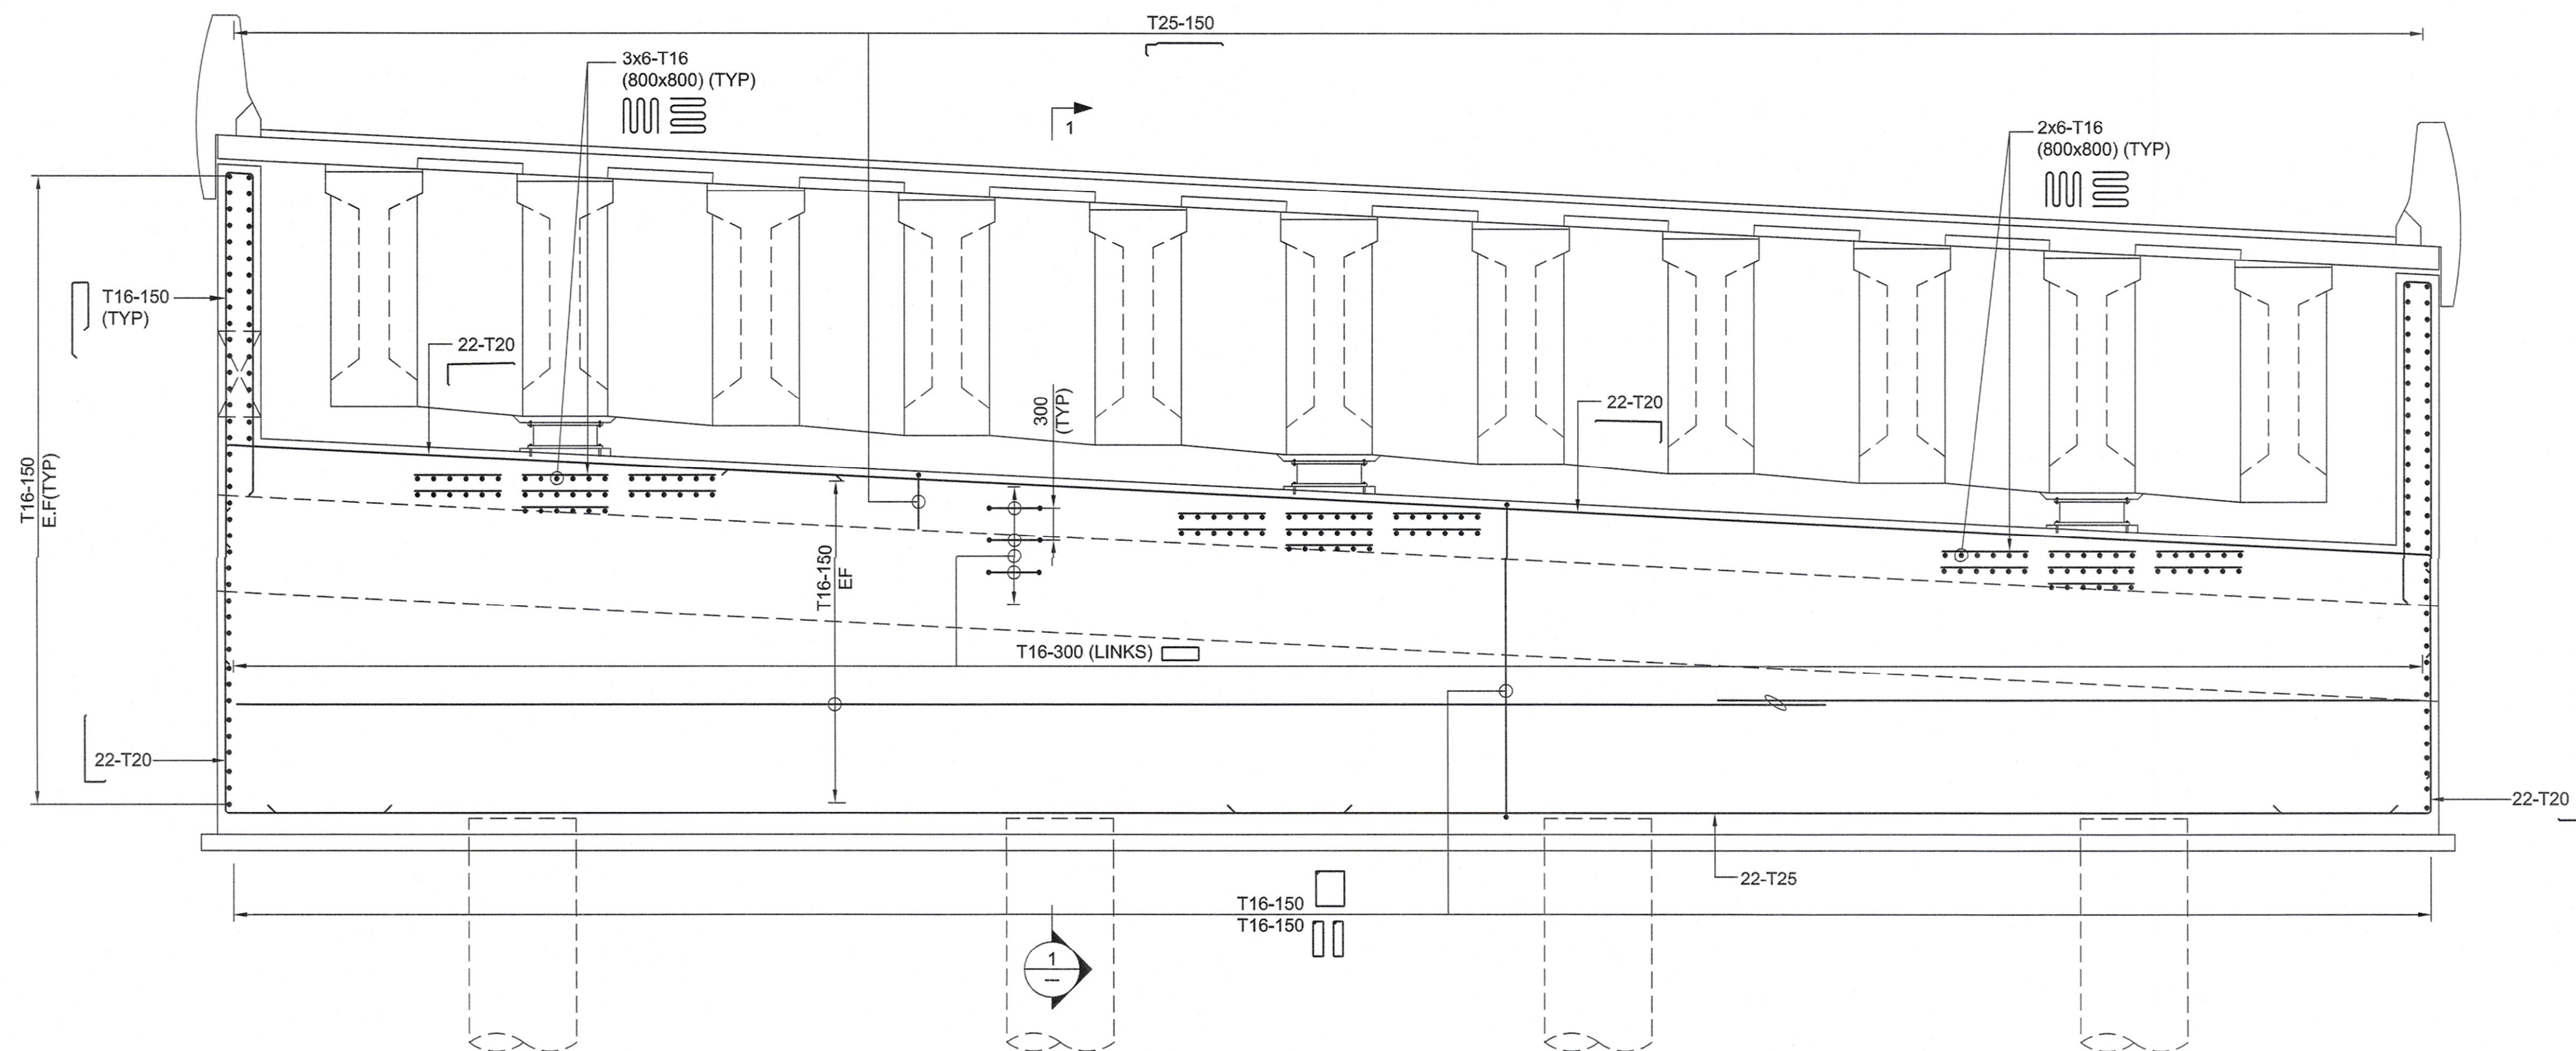 T25-150
3x6-T16
(800x800) (TYP)
1
2x6-T16
(800x800) (TYP)
T16-150
(TYP)
22-T20
300
(TYP)
22-T20
T16-150
E.F(TYP)
T16-150
EF
T16-300 (LINKS)
22-T20
22-T20
22-T25
T16-150
T16-150
1
--